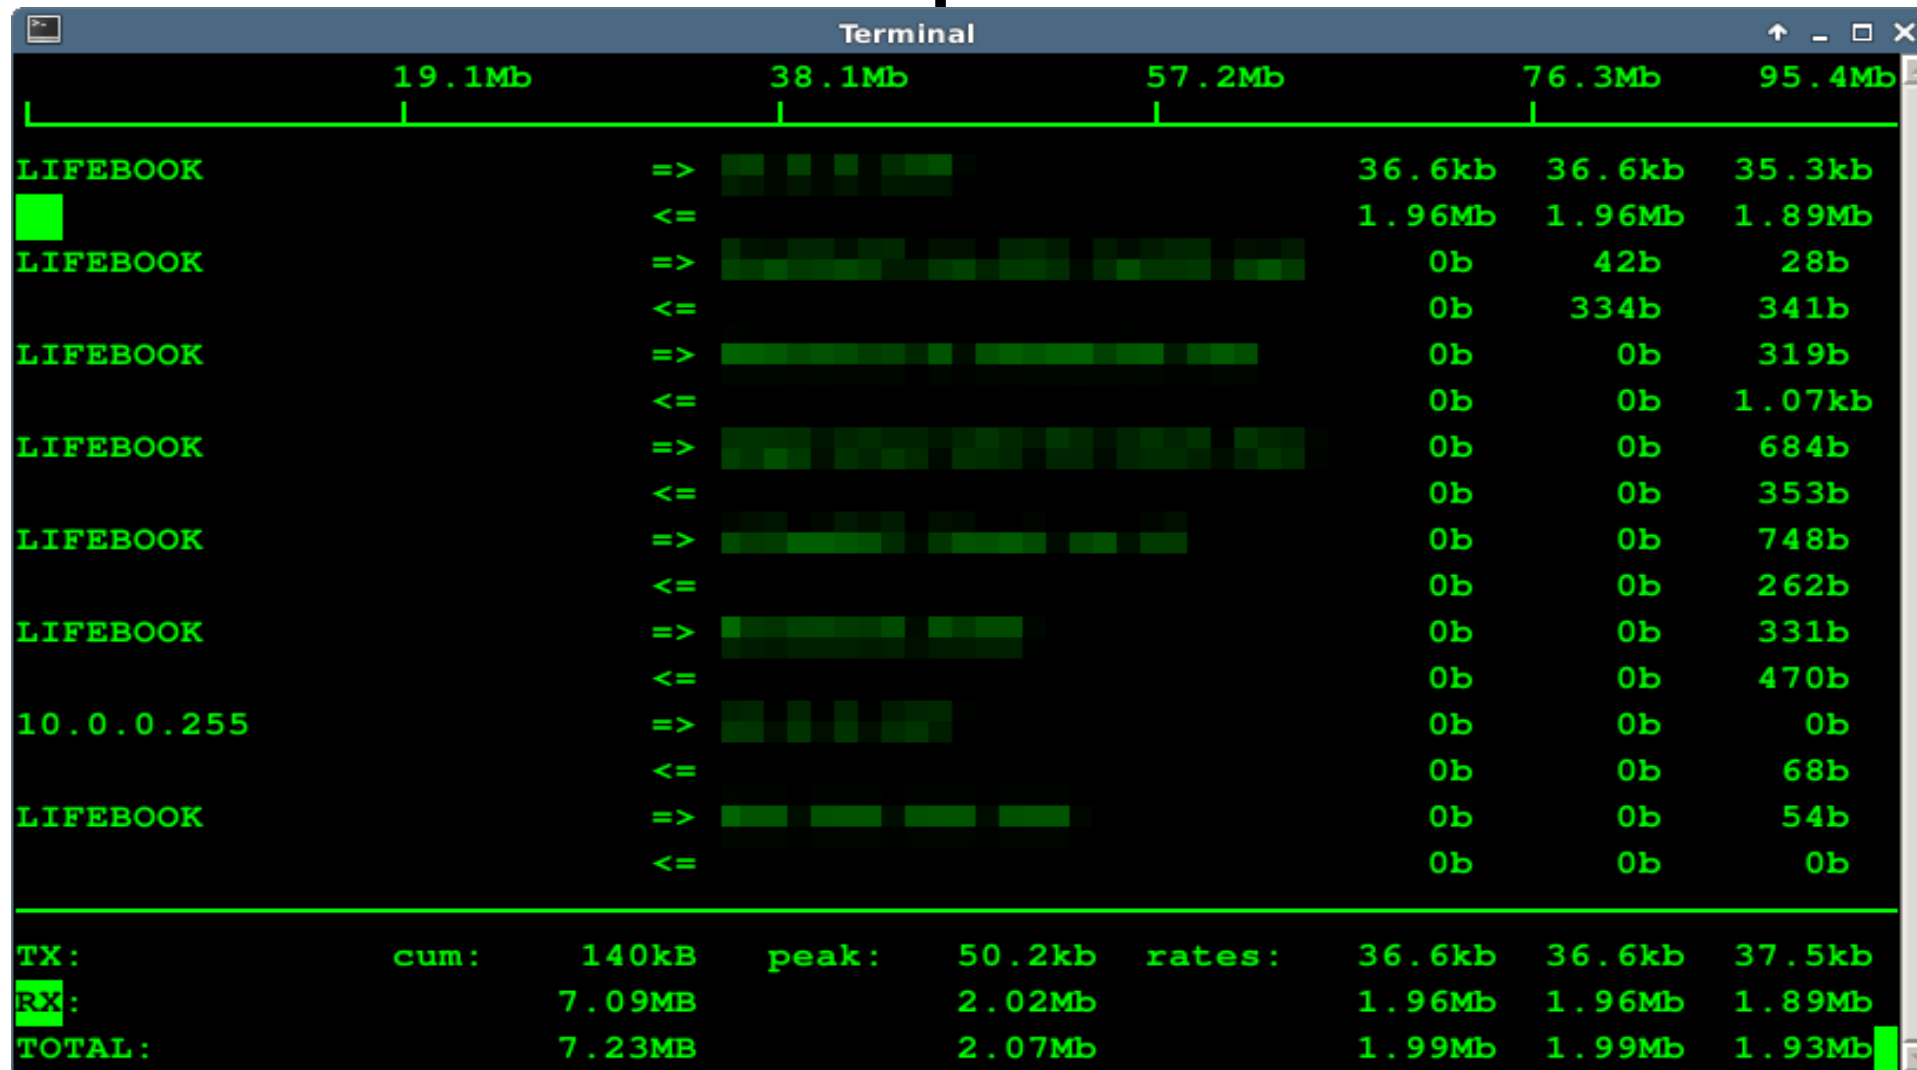 Terminal
19.1Mb 38.1Mb 57.2Mb 76.3Mb 95.4Mb
LIFEBOOK => 36.6kb 36.6kb 35.3kb
<= 1.96Mb 1.96Mb 1.89Mb
LIFEBOOK => 0b 42b 28b
<= 0b 334b 341b
LIFEBOOK => 0b 0b 319b
<= 0b 0b 1.07kb
LIFEBOOK => 0b 0b 684b
<= 0b 0b 353b
LIFEBOOK => 0b 0b 748b
<= 0b 0b 262b
LIFEBOOK => 0b 0b 331b
<= 0b 0b 470b
10.0.0.255 => 0b 0b 0b
<= 0b 0b 68b
LIFEBOOK => 0b 0b 54b
<= 0b 0b 0b
TX: cum: 140kB peak: 50.2kb rates: 36.6kb 36.6kb 37.5kb
RX: 7.09MB 2.02Mb 1.96Mb 1.96Mb 1.89Mb
TOTAL: 7.23MB 2.07Mb 1.99Mb 1.99Mb 1.93Mb